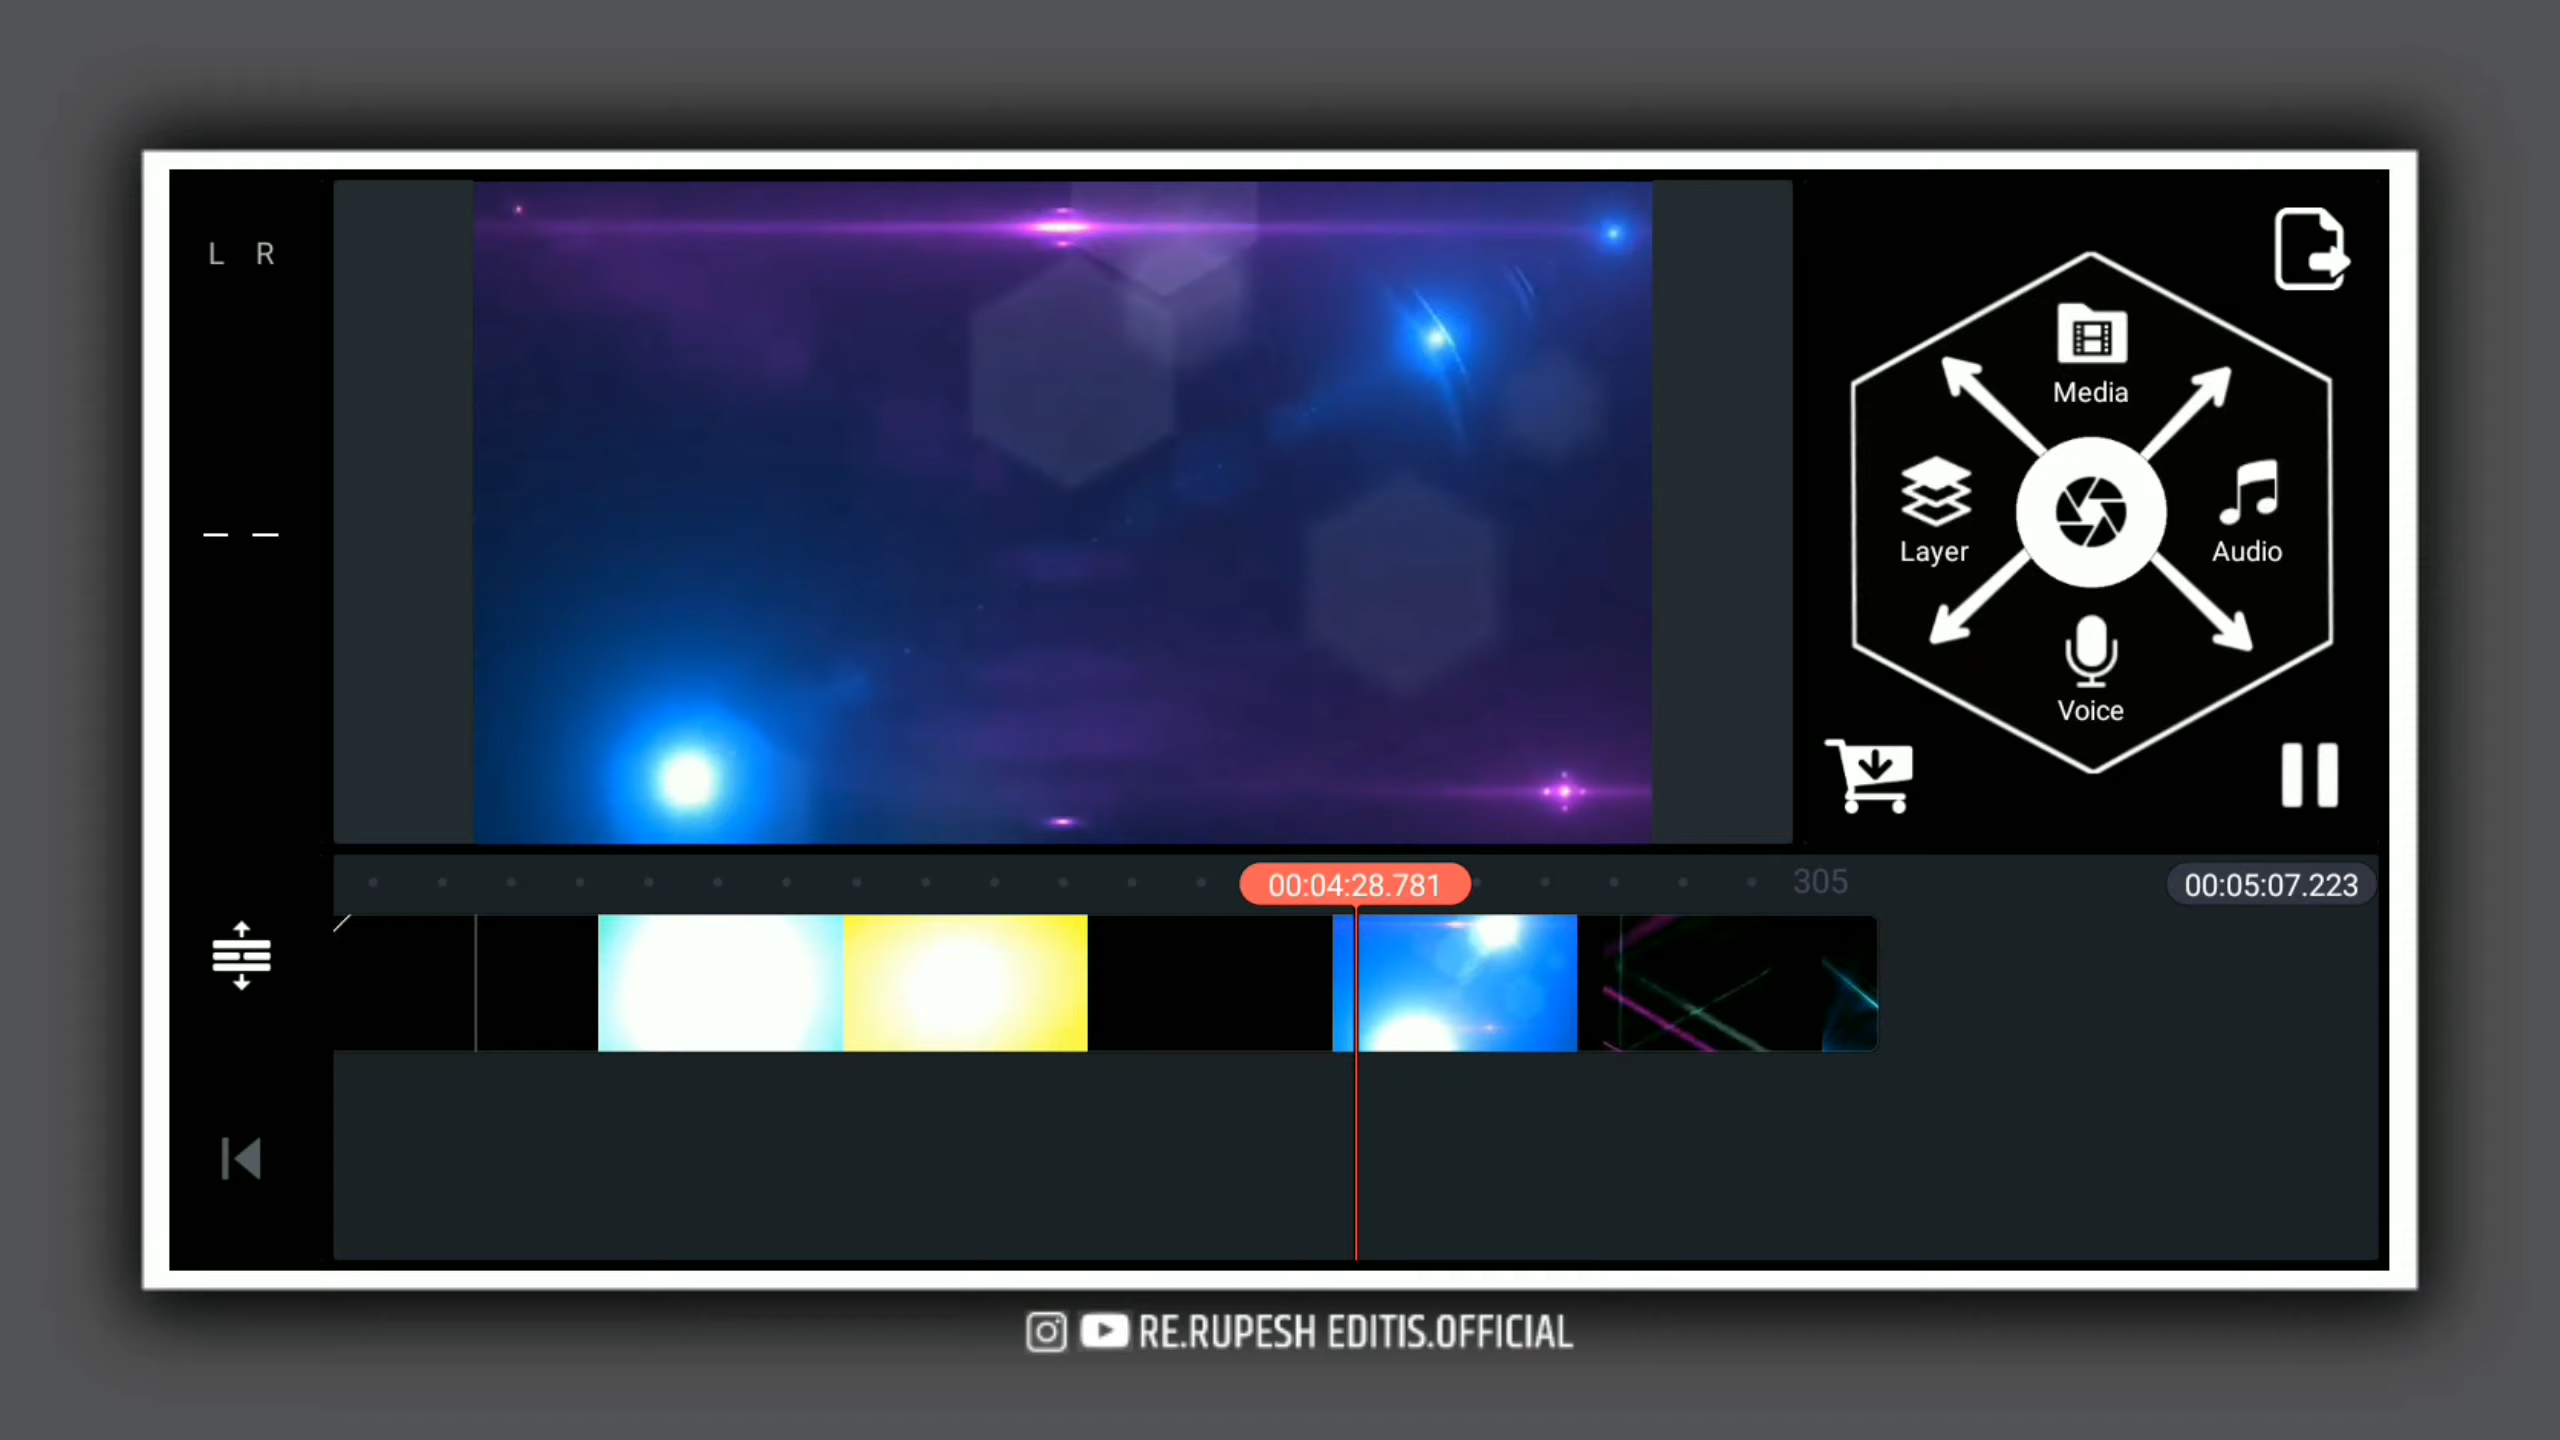 L R
Media
Layer
Audio
Voice
00:04:28.781
305
00:05:07.223
RE.RUPESH EDITIS.OFFICIAL